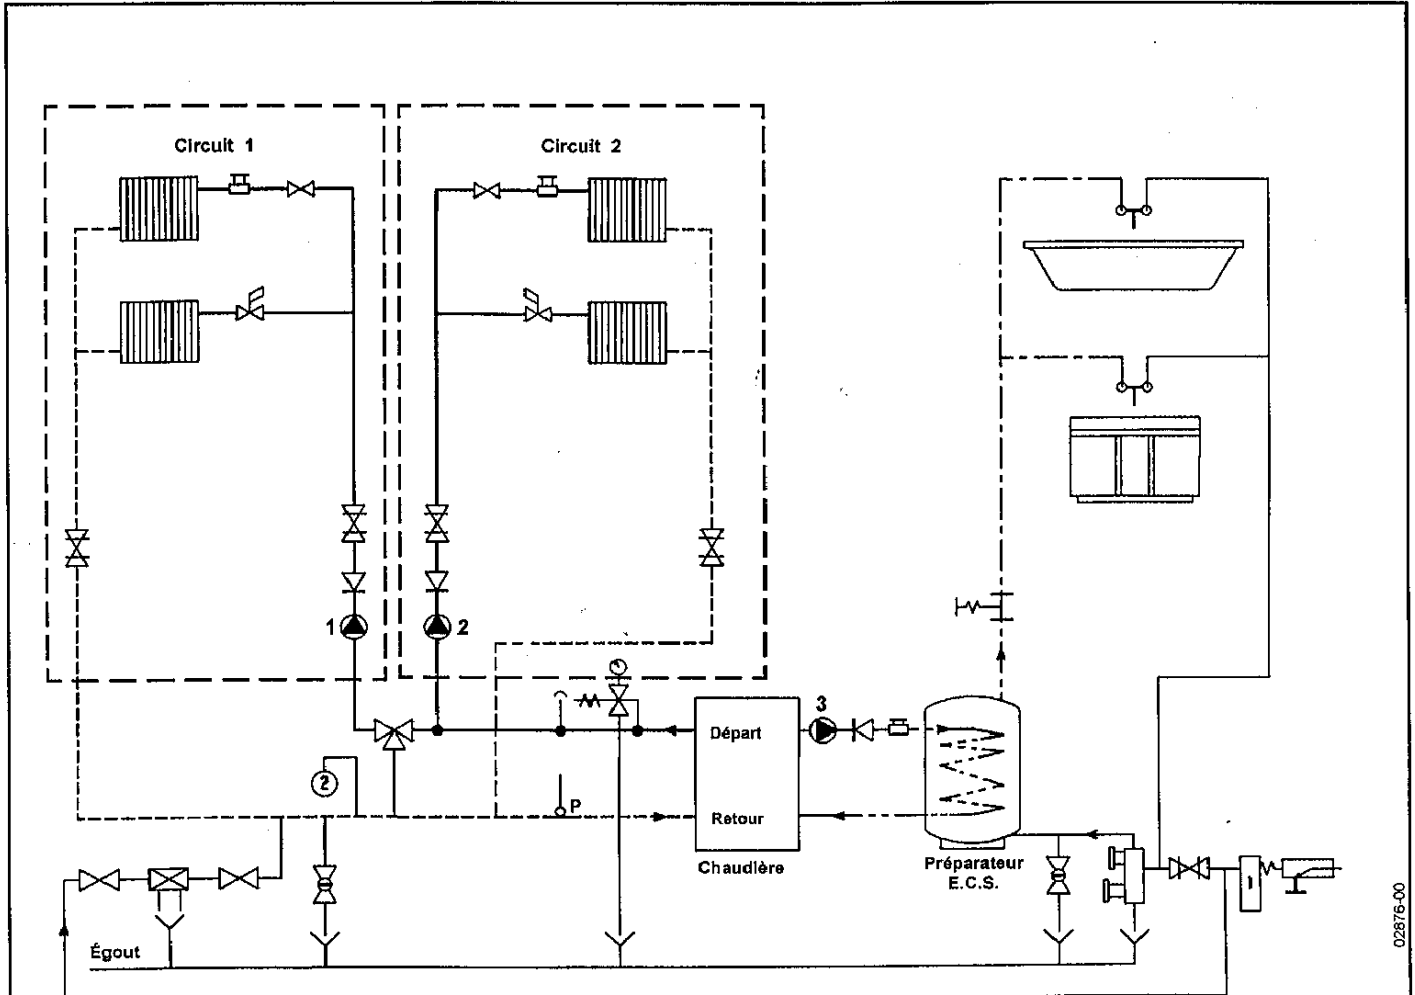 Circuit 1
Circuit 2
1
2
3
Départ
2
P
Retour
Chaudière
Préparateur
E.C.S.
Égout
02876-00